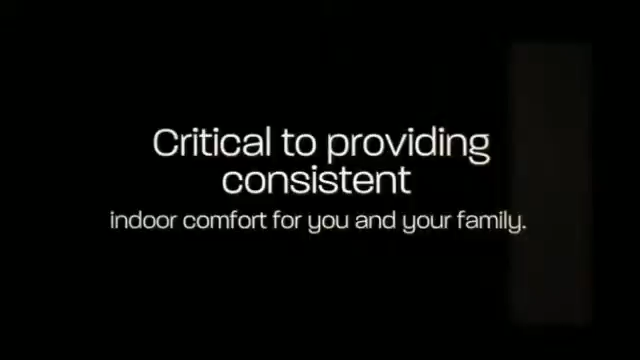 Critical to providing
consistent
indoor comfort for you and your family.